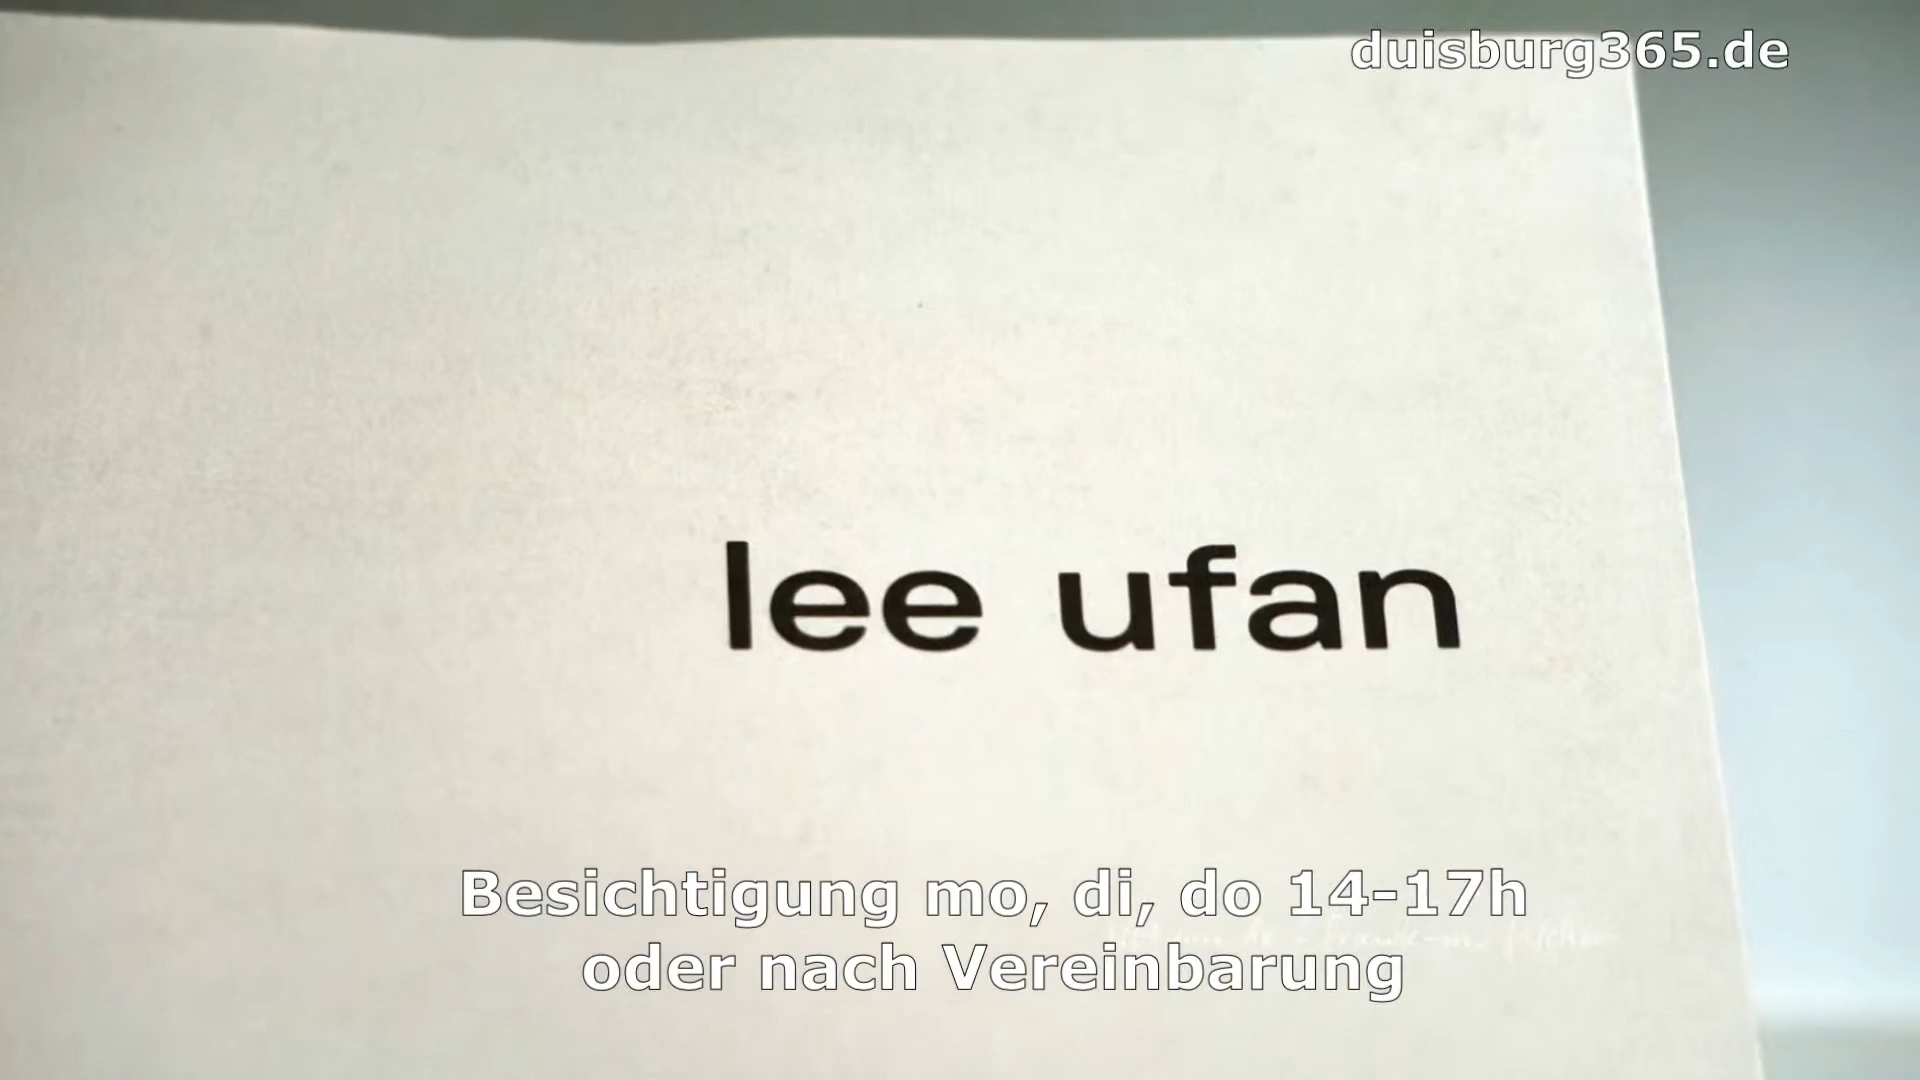 duisburg365.de
lee ufan
Besichtigung mo, di, do 14-17h
oder nach Vereinbarung